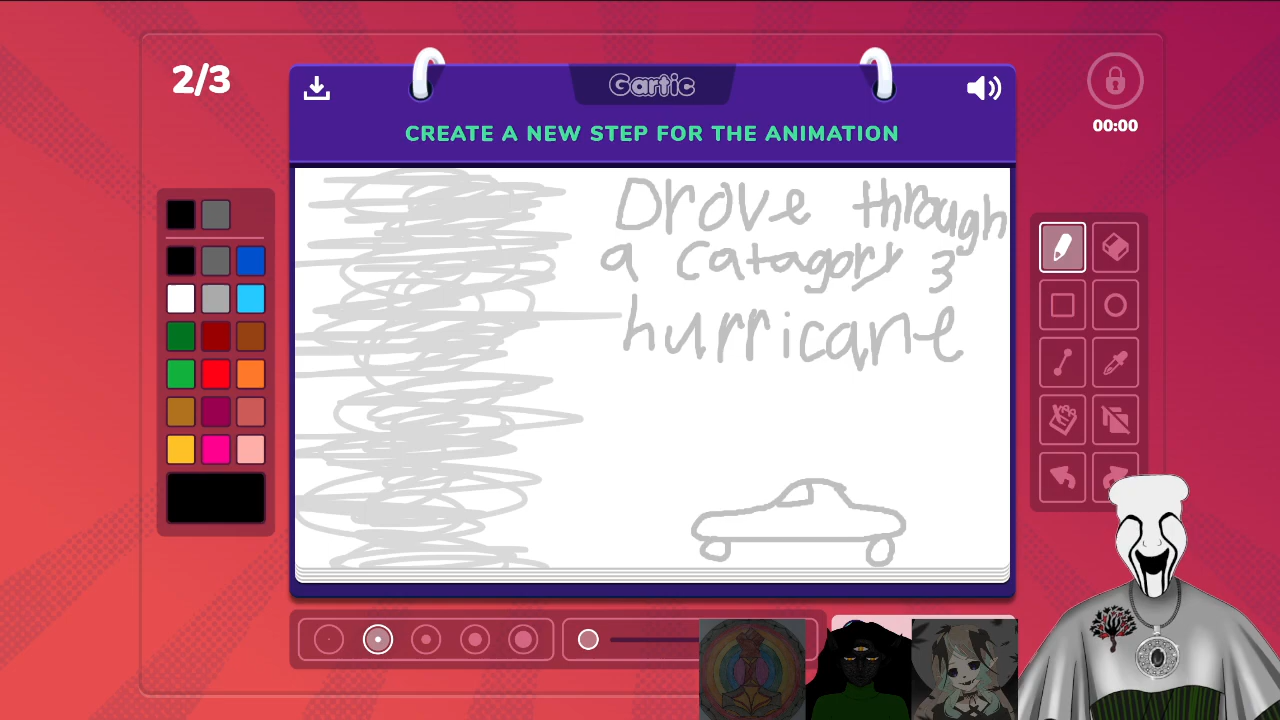 2/3
Gartic
CREATE A NEW STEP FOR THE ANIMATION
00:00
Drove through
a catagory 3
hurricane